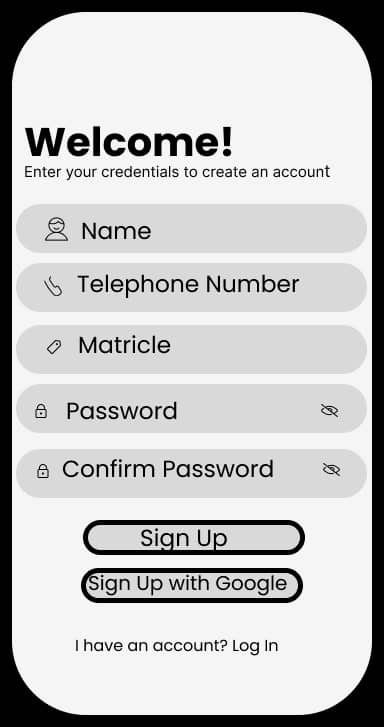 Welcome!
Enter your credentials to create an account
Name
Telephone Number
Matricle
Password
Confirm Password
Sign Up
Sign Up with Google
I have an account? Log In